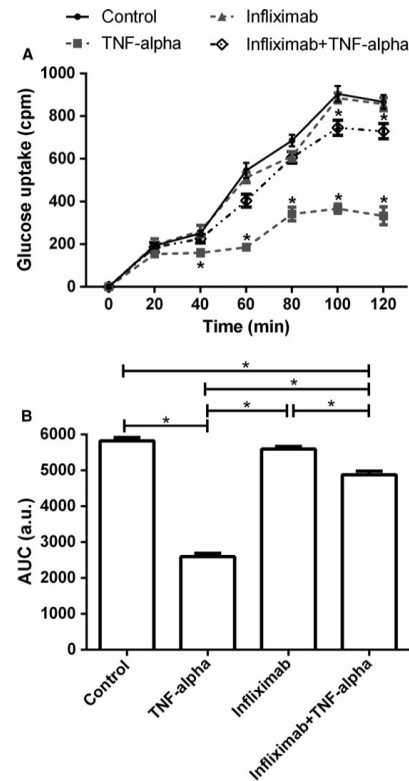 Control
Infliximab
TNF-alpha
Infliximab+TNF-alpha
A
1000
800
600
400
200
0
Glucose uptake (cpm)
* *
* * * * *
0 20 40 60 80 100 120
Time (min)
*
*
* * *
B
6000
5000
4000
3000
2000
1000
0
AUC (a.u.)
Control
TNF-alpha
Infliximab
Infliximab+TNF-alpha